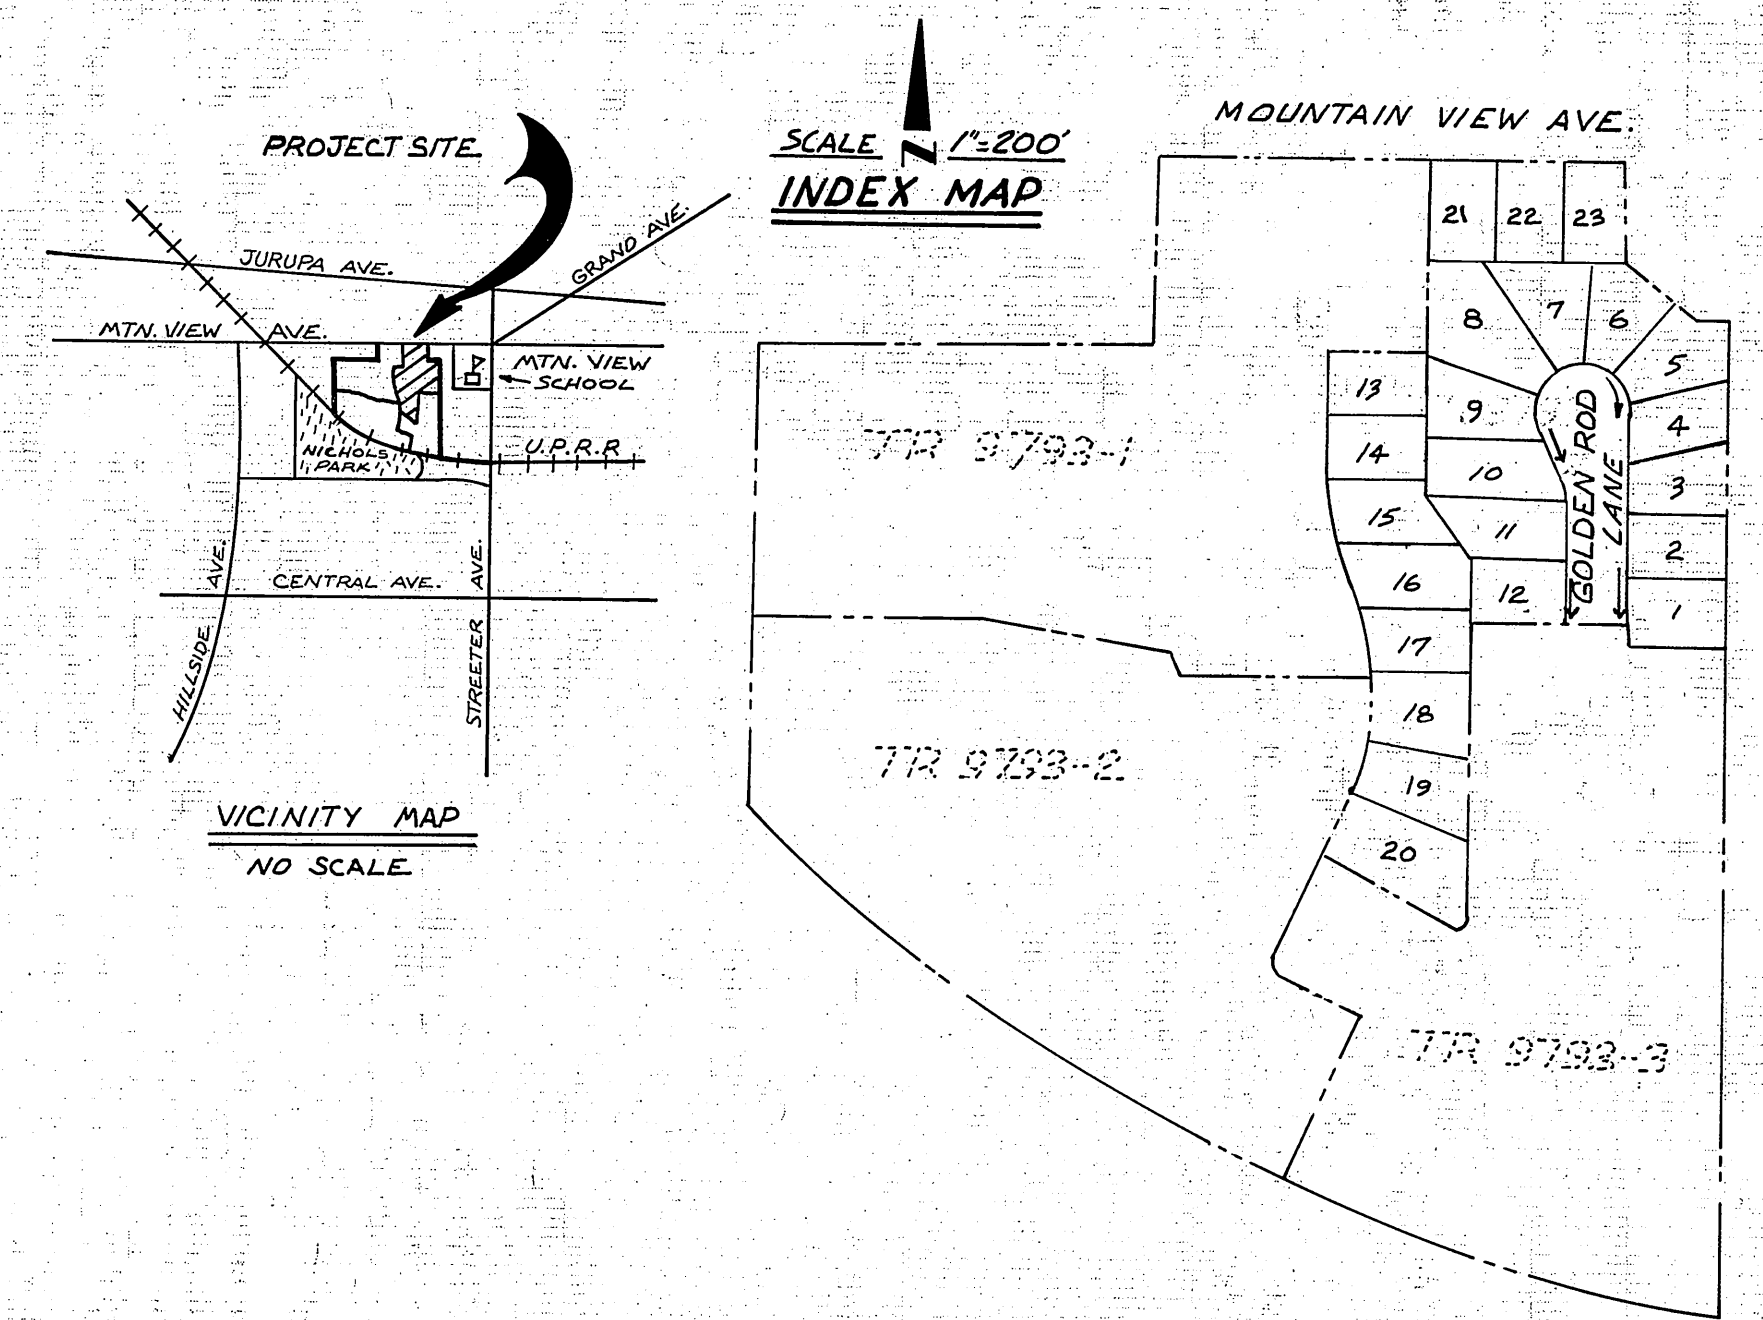 PROJECT SITE
JURUPA AVE.
GRAND AVE.
MTN. VIEW AVE.
MTN. VIEW
SCHOOL
NICHOLS
PARK
U.P.R.R
HILLSIDE AVE.
CENTRAL AVE.
STREETER AVE.
VICINITY MAP
NO SCALE
SCALE N 1"=200'
INDEX MAP
MOUNTAIN VIEW AVE.
21 22 23
8 7 6
5
13
9
4
14
10
3
15
11
2
16
12
1
17
18
19
20
GOLDEN ROD
LANE
TR 9793-1
TR 9793-2
TR 9793-3